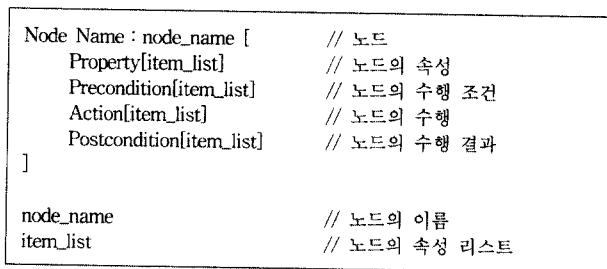 Node Name : node_name [ // 노드
Property[item_list] // 노드의 속성
Precondition[item_list] // 노드의 수행 조건
Action[item_list] // 노드의 수행
Postcondition[item_list] // 노드의 수행 결과
]
node_name // 노드의 이름
item_list // 노드의 속성 리스트